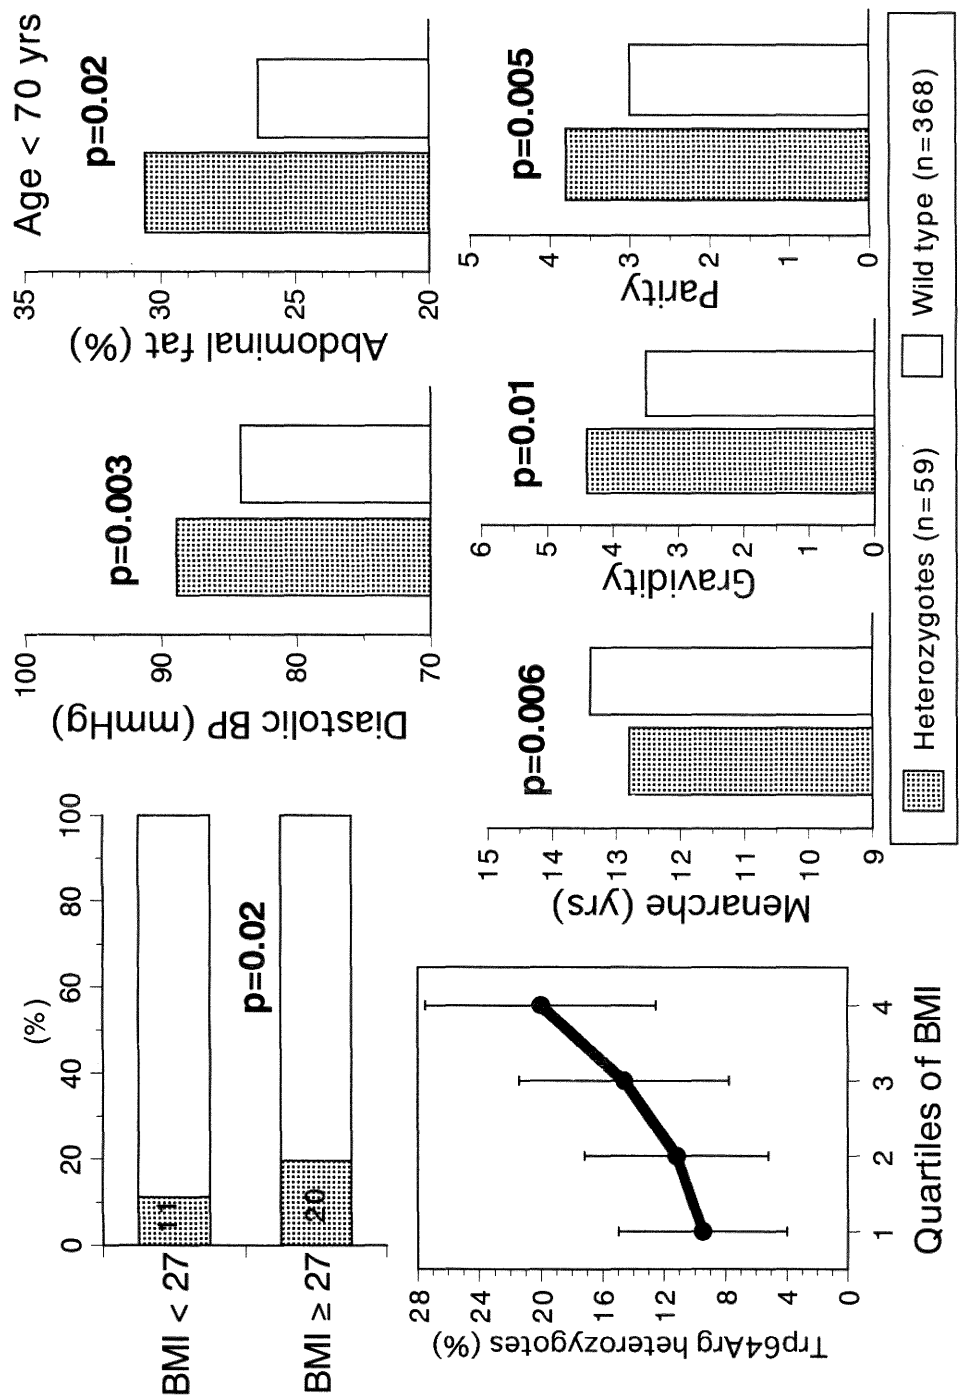 Age < 70 yrs
(%)
0 20 40 60 80 100
BMI < 27
11
BMI ≥ 27
20
p=0.02
Diastolic BP (mmHg)
100
90
80
70
p=0.003
Abdominal fat (%)
35
30
25
20
p=0.02
Trp64Arg heterozygotes (%)
28
24
20
16
12
8
4
0
1 2 3 4
Quartiles of BMI
Menarche (yrs)
15
14
13
12
11
10
9
p=0.006
Gravidity
6
5
4
3
2
1
0
p=0.01
Parity
5
4
3
2
1
0
p=0.005
Heterozygotes (n=59) Wild type (n=368)